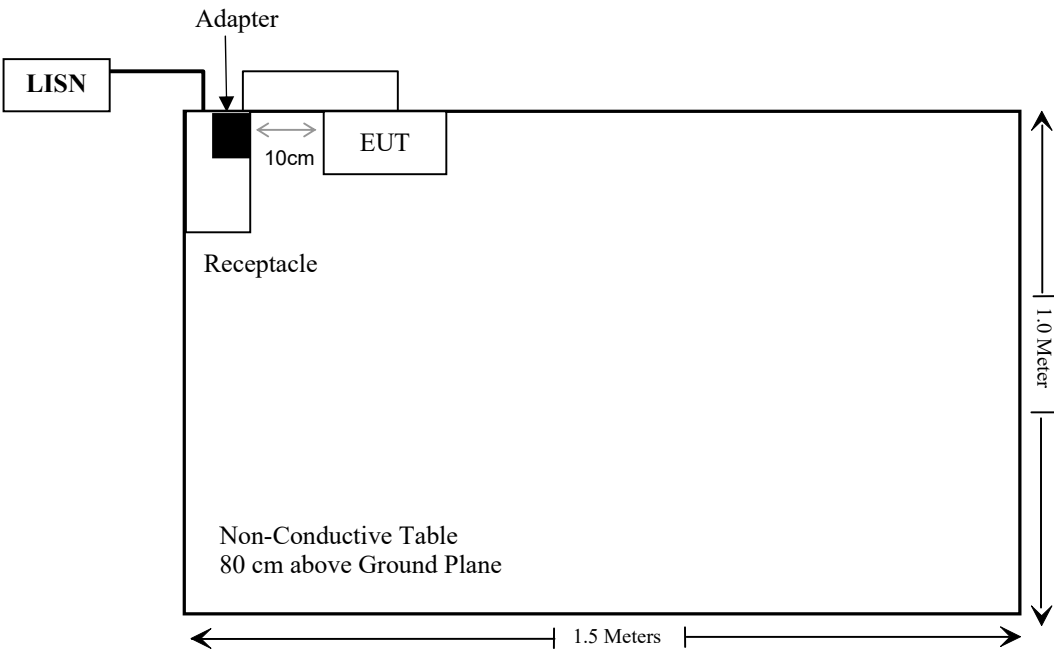 Adapter
LISN
EUT
10cm
Receptacle
1.0 Meter
Non-Conductive Table
80 cm above Ground Plane
1.5 Meters